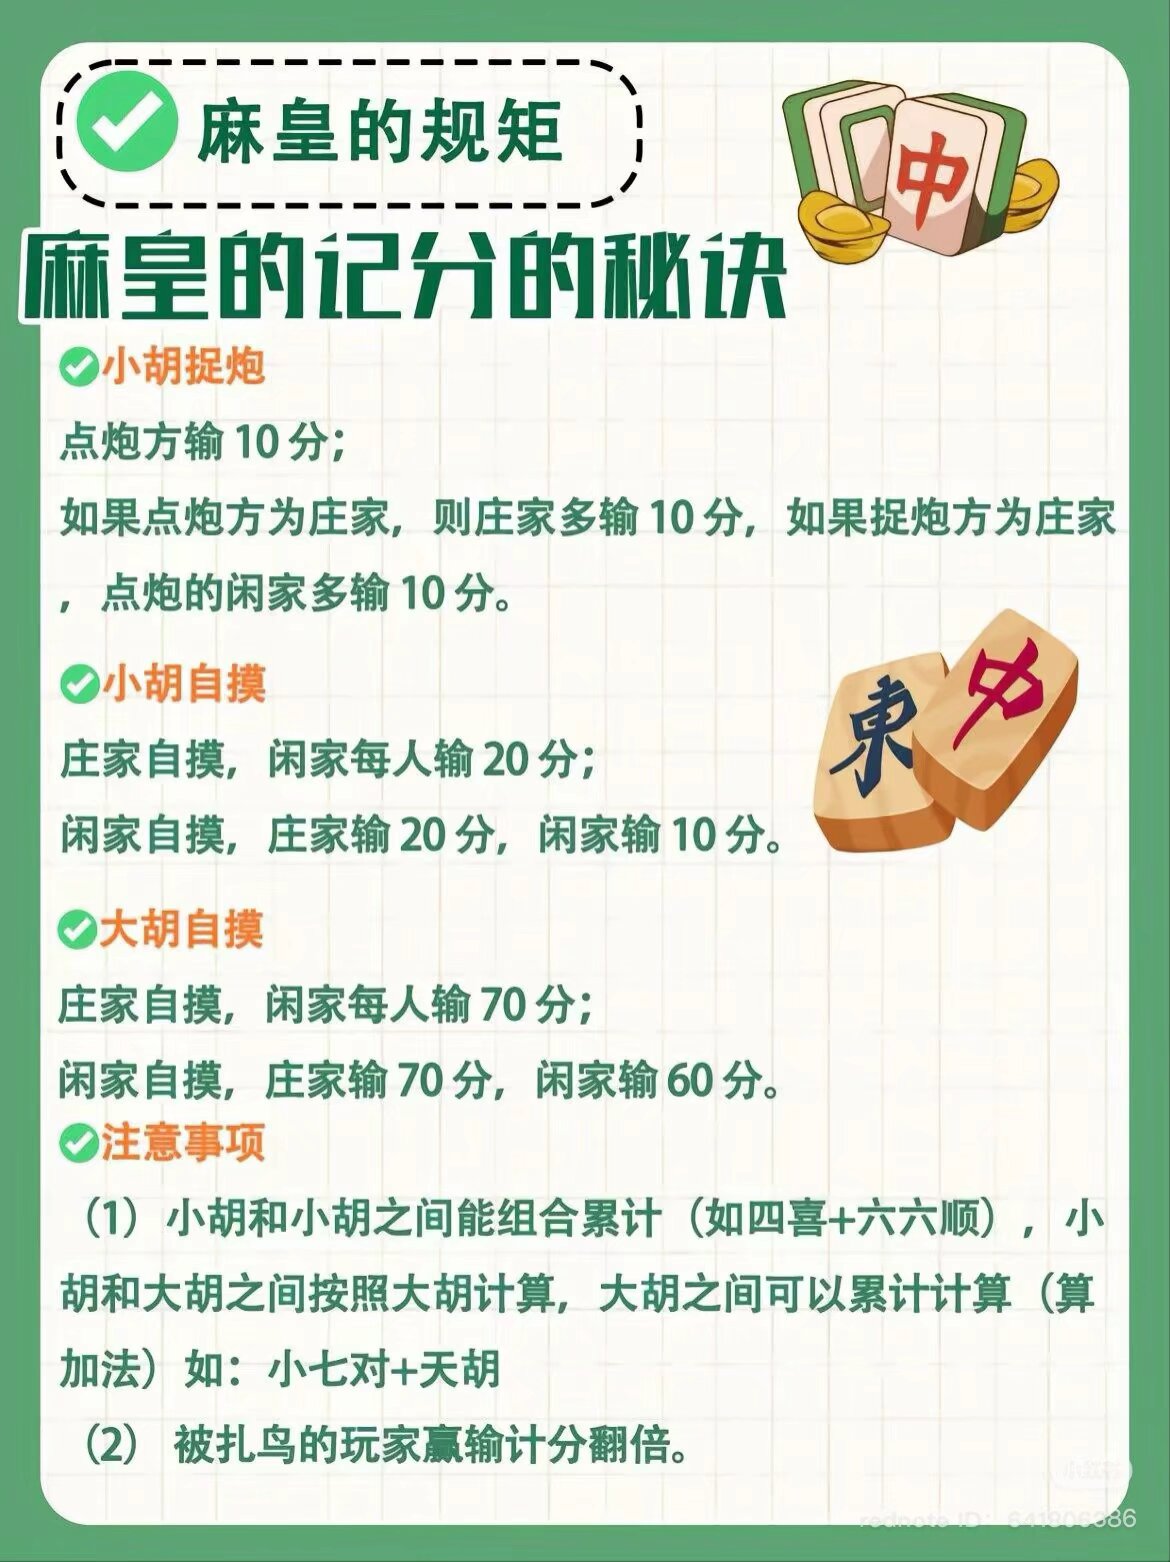 麻皇的规矩
中
麻皇的记分的秘诀
小胡捉炮
点炮方输 10 分；
如果点炮方为庄家，则庄家多输 10 分，如果捉炮方为庄家
，点炮的闲家多输 10 分。
小胡自摸
東 中
庄家自摸，闲家每人输 20 分；
闲家自摸，庄家输 20 分，闲家输 10 分。
大胡自摸
庄家自摸，闲家每人输 70 分；
闲家自摸，庄家输 70 分，闲家输 60 分。
注意事项
（1）小胡和小胡之间能组合累计（如四喜+六六顺），小
胡和大胡之间按照大胡计算，大胡之间可以累计计算（算
加法）如：小七对+天胡
（2） 被扎鸟的玩家赢输计分翻倍。
小红书
rednote ID: 641806386